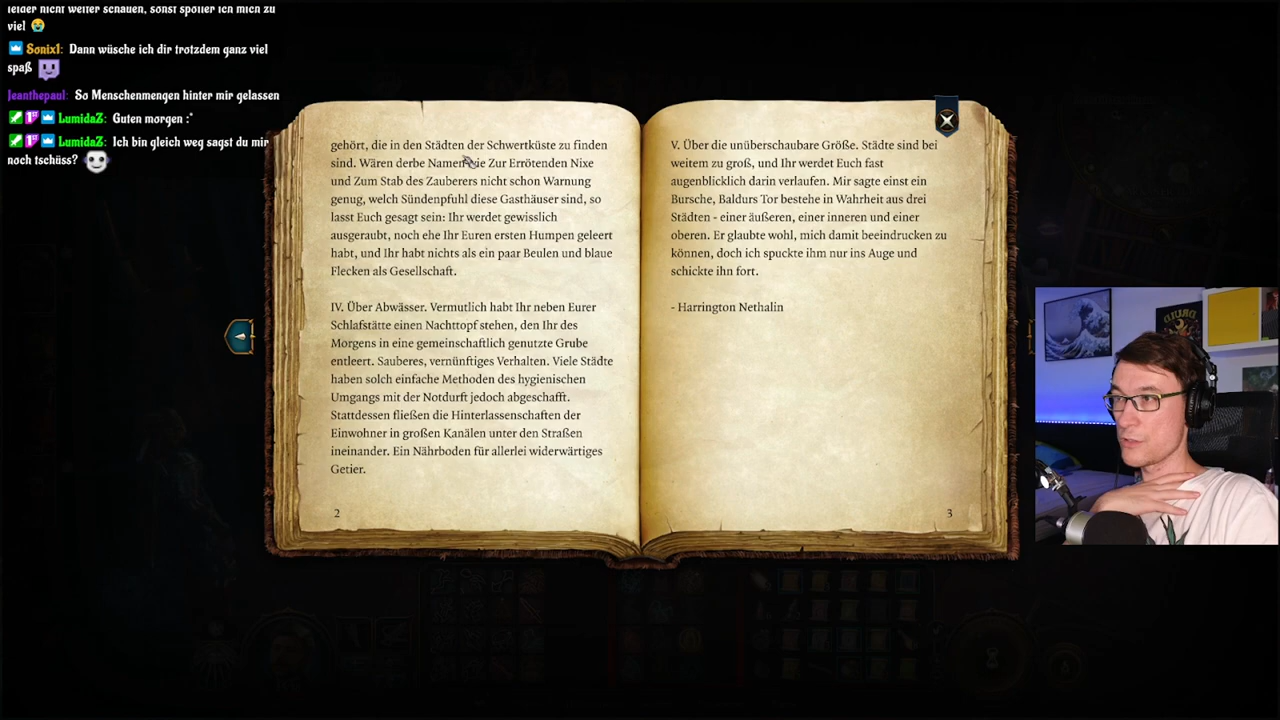 leider nicht weiter schauen, sonst spoiler ich mich zu
viel
Sonix1: Dann wüsche ich dir trotzdem ganz viel
spaß
Jeanthepaul: So Menschenmengen hinter mir gelassen
LumidaZ: Guten morgen :*
LumidaZ: Ich bin gleich weg sagst du mir
noch tschüss?
gehört, die in den Städten der Schwertküste zu finden
sind. Wären derbe Namen wie Zur Errötenden Nixe
und Zum Stab des Zauberers nicht schon Warnung
genug, welch Sündenpfuhl diese Gasthäuser sind, so
lasst Euch gesagt sein: Ihr werdet gewisslich
ausgeraubt, noch ehe Ihr Euren ersten Humpen geleert
habt, und Ihr habt nichts als ein paar Beulen und blaue
Flecken als Gesellschaft.
IV. Über Abwässer. Vermutlich habt Ihr neben Eurer
Schlafstätte einen Nachttopf stehen, den Ihr des
Morgens in eine gemeinschaftlich genutzte Grube
entleert. Sauberes, vernünftiges Verhalten. Viele Städte
haben solch einfache Methoden des hygienischen
Umgangs mit der Notdurft jedoch abgeschafft.
Stattdessen fließen die Hinterlassenschaften der
Einwohner in großen Kanälen unter den Straßen
ineinander. Ein Nährboden für allerlei widerwärtiges
Getier.
2
V. Über die unüberschaubare Größe. Städte sind bei
weitem zu groß, und Ihr werdet Euch fast
augenblicklich darin verlaufen. Mir sagte einst ein
Bursche, Baldurs Tor bestehe in Wahrheit aus drei
Städten - einer äußeren, einer inneren und einer
oberen. Er glaubte wohl, mich damit beeindrucken zu
können, doch ich spuckte ihm nur ins Auge und
schickte ihn fort.
- Harrington Nethalin
3
DRUID